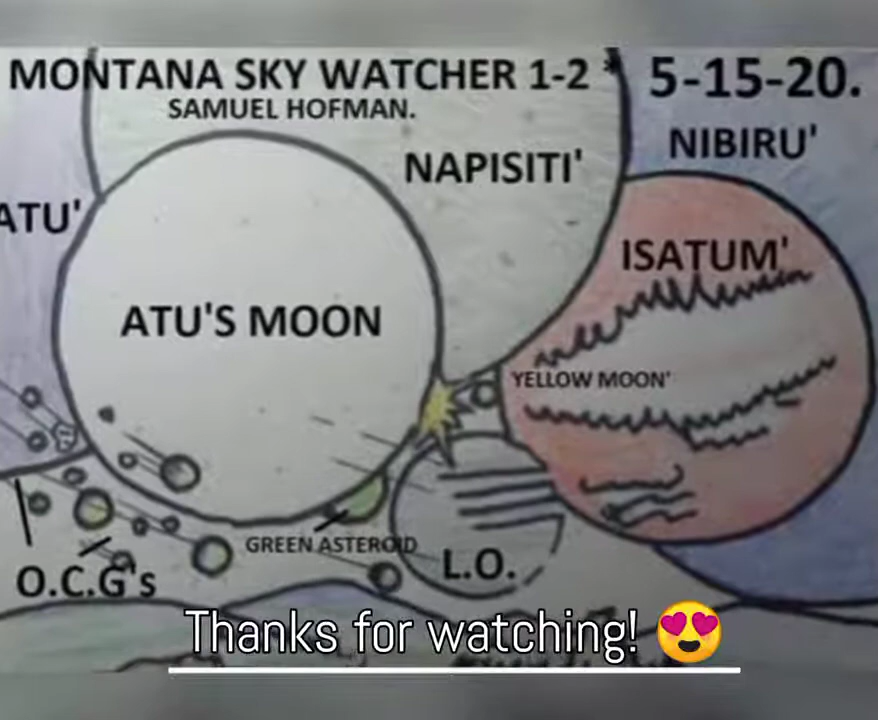 MONTANA SKY WATCHER 1-2 * 5-15-20.
SAMUEL HOFMAN.
NIBIRU'
NAPISITI'
ATU'
ISATUM'
ATU'S MOON
YELLOW MOON'
GREEN ASTEROID
L.O.
O.C.G's
Thanks for watching! 😍